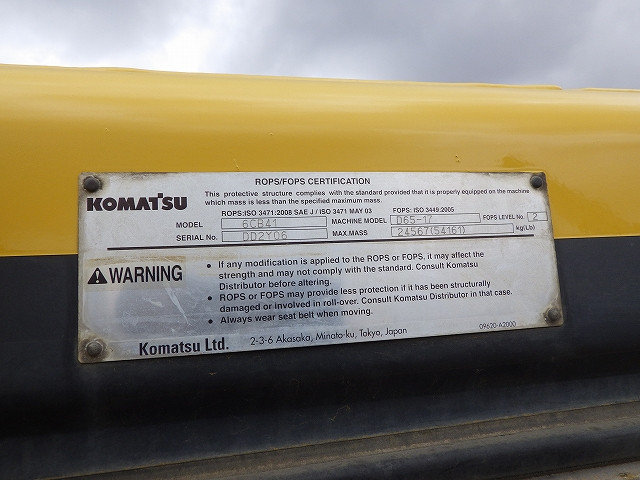 ROPS/FOPS CERTIFICATION
KOMATSU
This protective structure complies with the standard provided that it is properly equipped on the machine
which mass is less than the specified maximum mass.
ROPS:ISO 3471:2008 SAE J / ISO 3471 MAY 03 FOPS: ISO 3449:2005
MODEL 6CB41 MACHINE MODEL D65-17 FOPS LEVEL No. 2
SERIAL No. DD2Y06 MAX.MASS 24567(54161) kg(Lb)
WARNING
• If any modification is applied to the ROPS or FOPS, it may affect the
strength and may not comply with the standard. Consult Komatsu
Distributor before altering.
• ROPS or FOPS may provide less protection if it has been structurally
damaged or involved in roll-over. Consult Komatsu Distributor in that case.
• Always wear seat belt when moving.
Komatsu Ltd. 2-3-6 Akasaka, Minato-ku, Tokyo, Japan 09620-A2000